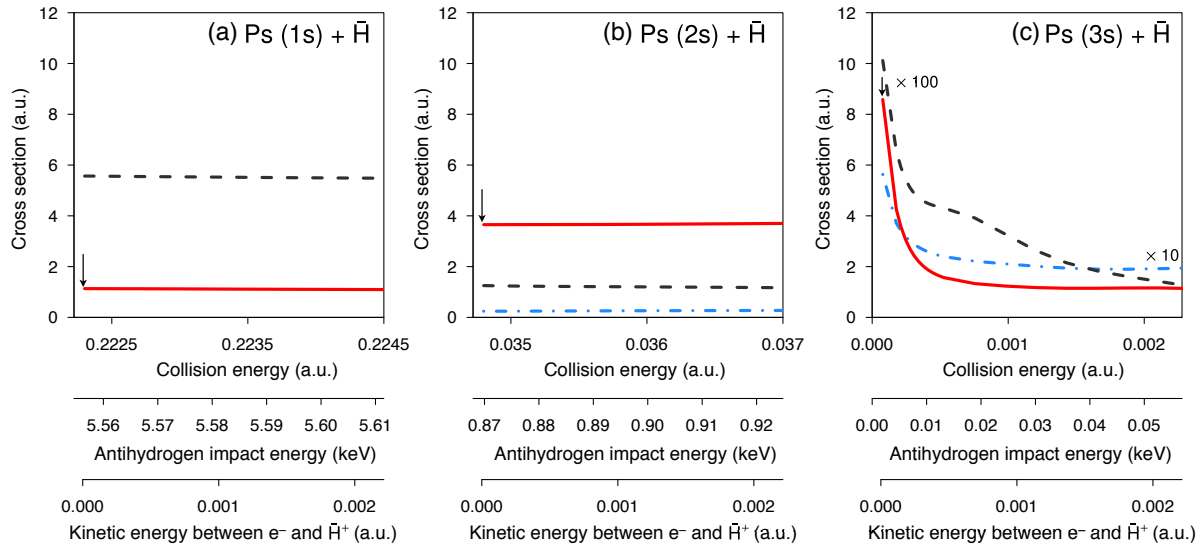 (a) Ps (1s) + H̄
12
10
8
6
4
2
0
Cross section (a.u.)
0.2225 0.2235 0.2245
Collision energy (a.u.)
5.56 5.57 5.58 5.59 5.60 5.61
Antihydrogen impact energy (keV)
0.000 0.001 0.002
Kinetic energy between e⁻ and H̄⁺ (a.u.)
(b) Ps (2s) + H̄
12
10
8
6
4
2
0
Cross section (a.u.)
0.035 0.036 0.037
Collision energy (a.u.)
0.87 0.88 0.89 0.90 0.91 0.92
Antihydrogen impact energy (keV)
0.000 0.001 0.002
Kinetic energy between e⁻ and H̄⁺ (a.u.)
(c) Ps (3s) + H̄
12
10
8
6
4
2
0
Cross section (a.u.)
× 100
× 10
0.000 0.001 0.002
Collision energy (a.u.)
0.00 0.01 0.02 0.03 0.04 0.05
Antihydrogen impact energy (keV)
0.000 0.001 0.002
Kinetic energy between e⁻ and H̄⁺ (a.u.)